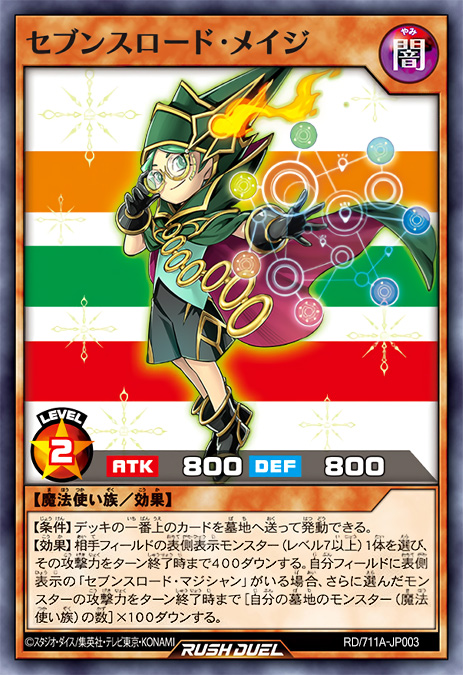 セブンスロード・メイジ
やみ
闇
LEVEL
2
ATK 800 DEF 800
【魔法使い族／効果】
【条件】デッキの一番上のカードを墓地へ送って発動できる。
【効果】相手フィールドの表側表示モンスター（レベル７以上）１体を選び、
その攻撃力をターン終了時まで４００ダウンする。自分フィールドに表側
表示の「セブンスロード・マジシャン」がいる場合、さらに選んだモン
スターの攻撃力をターン終了時まで［自分の墓地のモンスター（魔法
使い族）の数］×１００ダウンする。
©スタジオ・ダイス/集英社・テレビ東京・KONAMI
RUSH DUEL
RD/711A-JP003